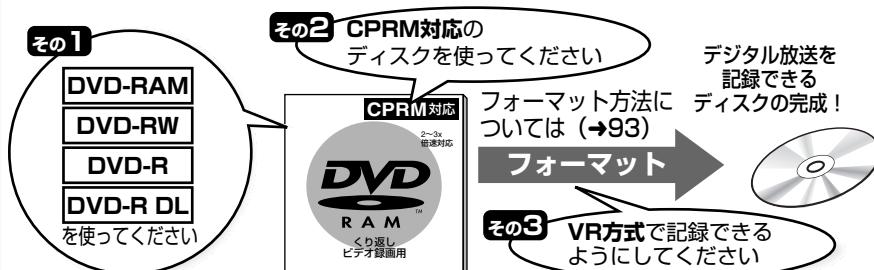 その1
DVD-RAM
DVD-RW
DVD-R
DVD-R DL
を使ってください
その2 CPRM対応の
ディスクを使ってください
CPRM対応
2〜3x
倍速対応
DVD
TM
RAM
くり返し
ビデオ録画用
フォーマット方法に
ついては(➔93)
フォーマット
デジタル放送を
記録できる
ディスクの完成！
その3 VR方式で記録できる
ようにしてください